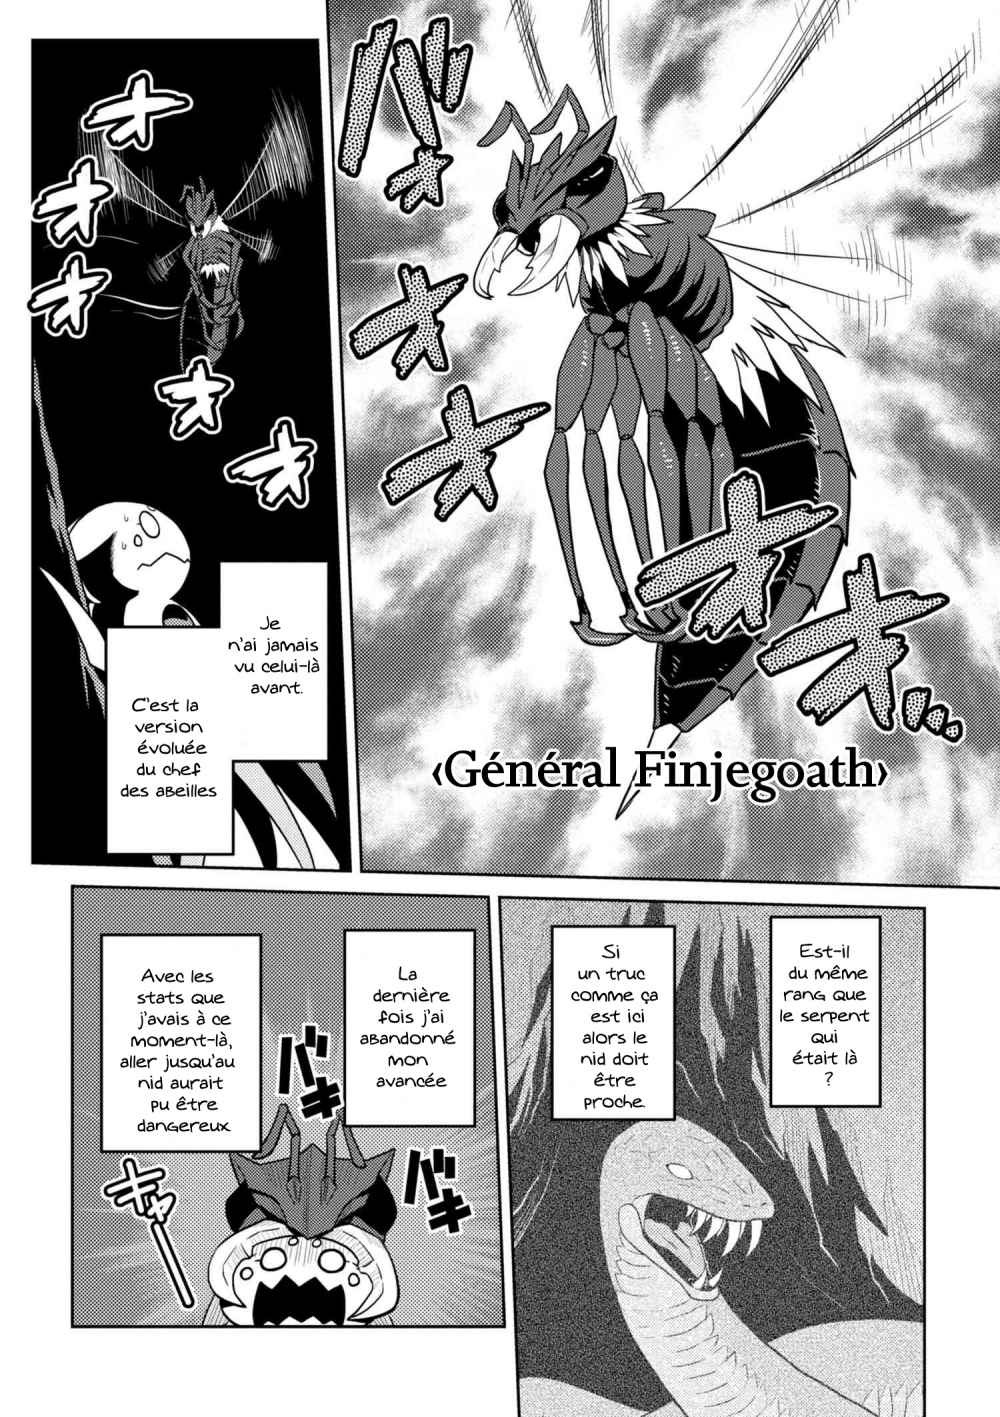 バババ
オオオオ…
‹Général Finjegoath›
オオオオ
Je
n'ai jamais
vu celui-là
avant.
C'est la
version
évoluée
du chef
des abeilles
Est-il
du même
rang que
le serpent
qui
était là
?
Si
un truc
comme ça
est ici
alors le
nid doit
être
proche.
La
dernière
fois j'ai
abandonné
mon
avancée
Avec les
stats que
j'avais à ce
moment-là,
aller jusqu'au
nid aurait
pu être
dangereux
バキ
バキ
キャー